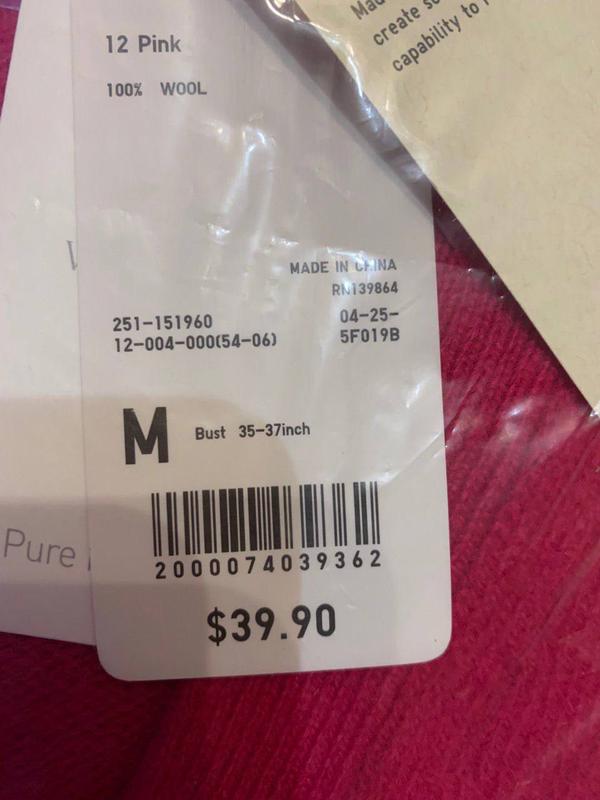 12 Pink
100% WOOL
MADE IN CHINA
RN139864
251-151960
04-25-
12-004-000(54-06)
5F019B
M Bust 35-37inch
2000074039362
$39.90
Pure
create
capability to